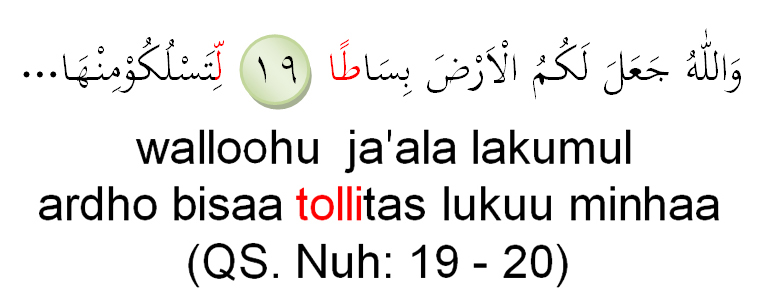 وَاللّٰهُ جَعَلَ لَكُمُ الْاَرْضَ بِسَاطًا ١٩ لِّتَسْلُكُوْمِنْهَا...
walloohu ja'ala lakumul
ardho bisaa tollitas lukuu minhaa
(QS. Nuh: 19 - 20)